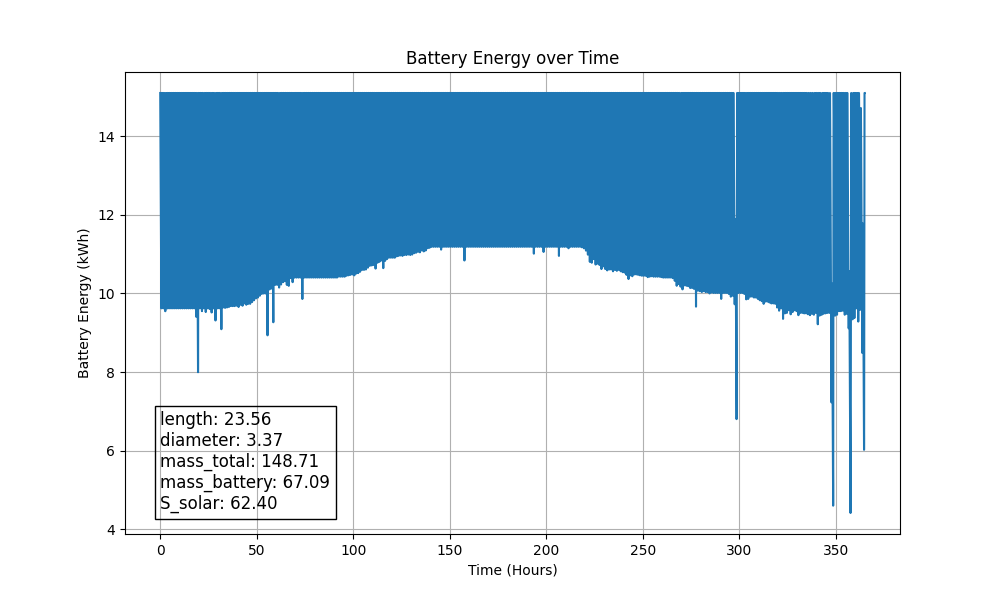 Battery Energy over Time
Battery Energy (kWh)
14
12
10
8
6
4
length: 23.56
diameter: 3.37
mass_total: 148.71
mass_battery: 67.09
S_solar: 62.40
0 50 100 150 200 250 300 350
Time (Hours)